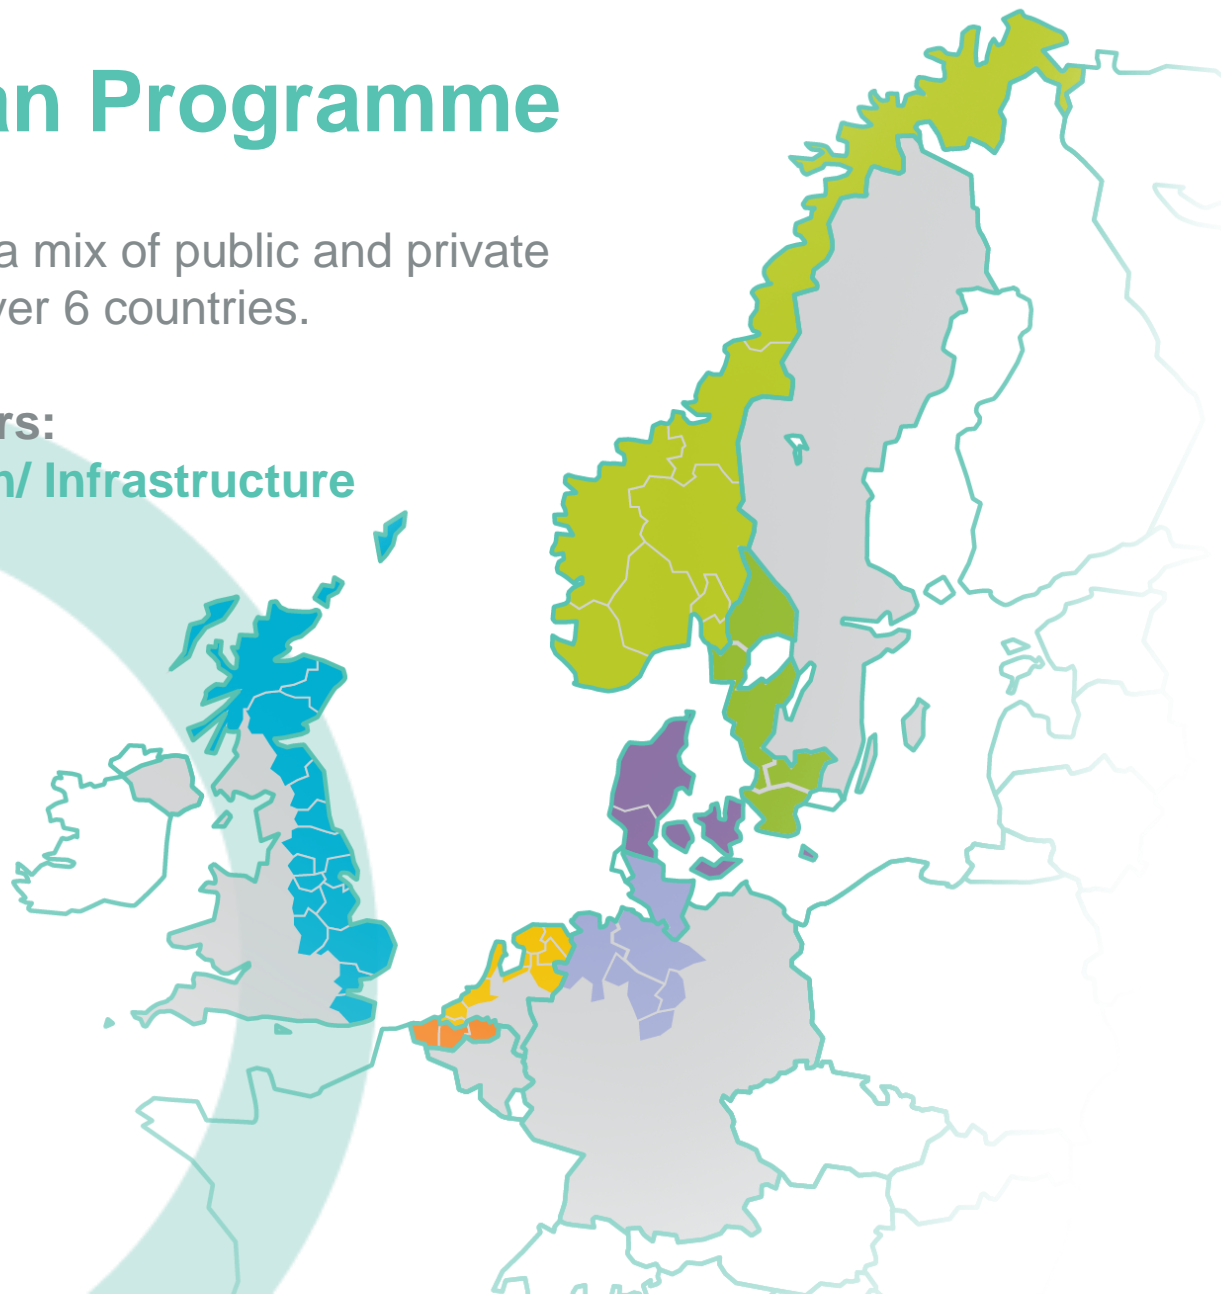 an Programme
a mix of public and private
ver 6 countries.
rs:
n/ Infrastructure